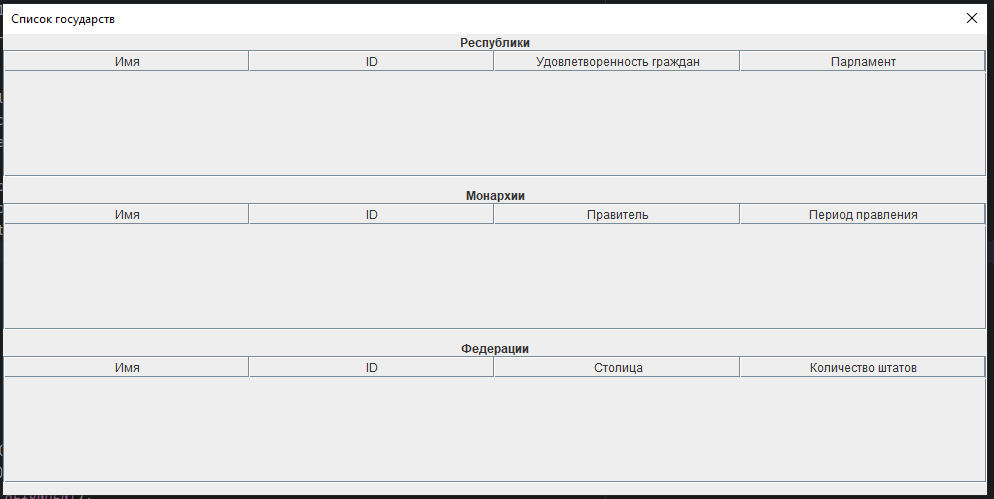 Список государств
Республики
Имя ID Удовлетворенность граждан Парламент
Монархии
Имя ID Правитель Период правления
Федерации
Имя ID Столица Количество штатов